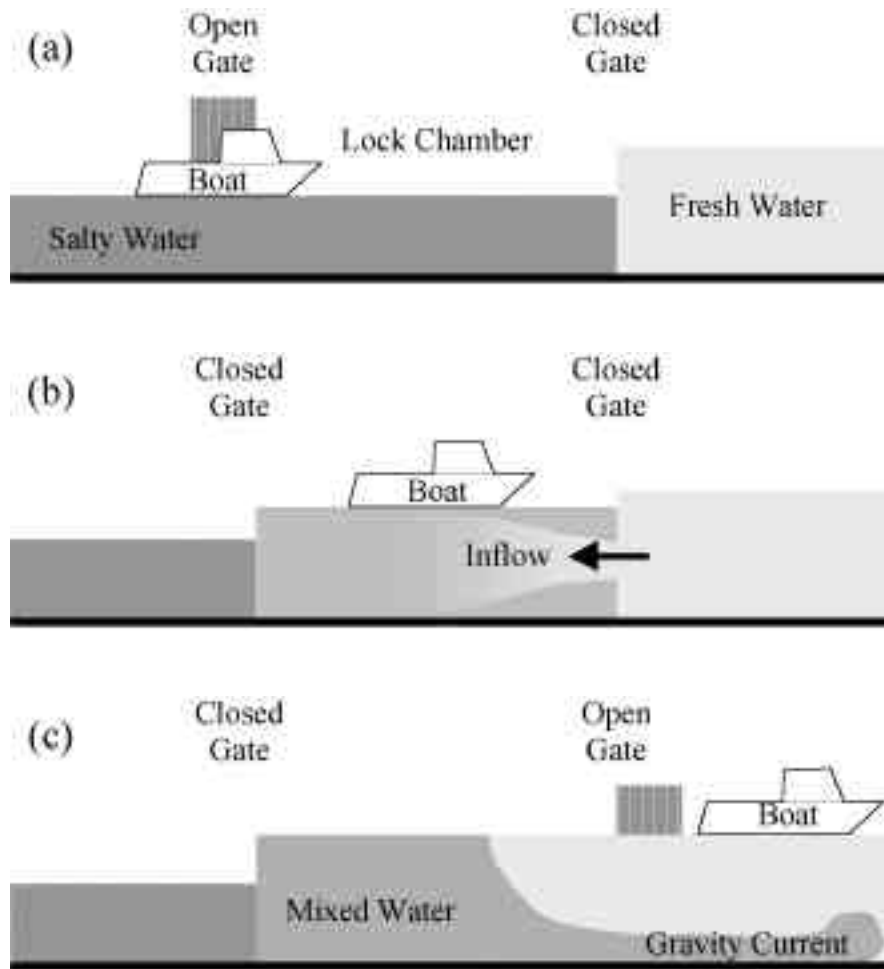 (a)
Open
Gate
Closed
Gate
Lock Chamber
Boat
Salty Water
Fresh Water
(b)
Closed
Gate
Closed
Gate
Boat
Inflow
(c)
Closed
Gate
Open
Gate
Boat
Mixed Water
Gravity Current